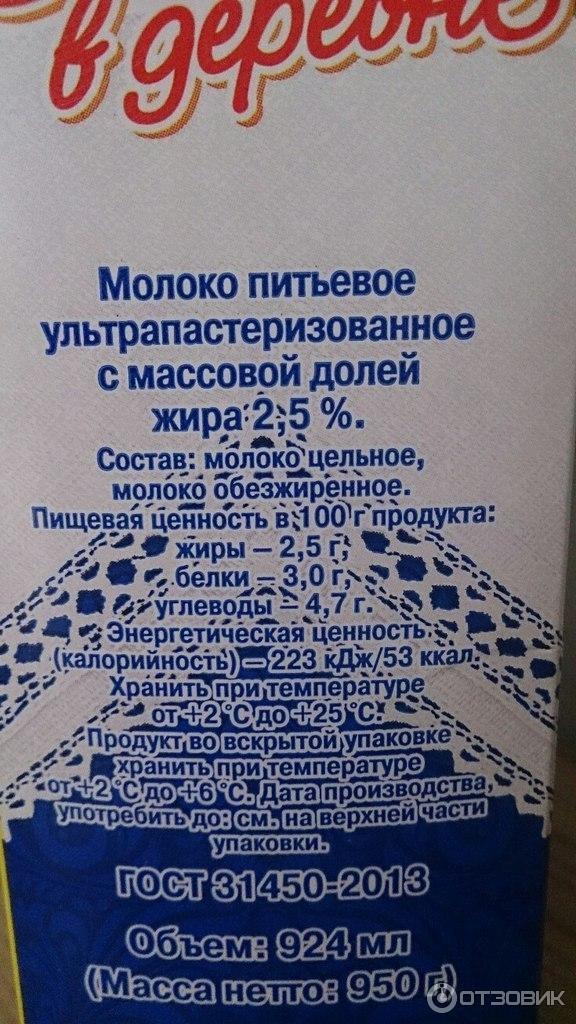 в деревне
Молоко питьевое
ультрапастеризованное
с массовой долей
жира 2,5 %.
Состав: молоко цельное,
молоко обезжиренное.
Пищевая ценность в 100 г продукта:
жиры – 2,5 г,
белки – 3,0 г,
углеводы – 4,7 г.
Энергетическая ценность
(калорийность) – 223 кДж/53 ккал.
Хранить при температуре
от +2 °С до +25 °С.
Продукт во вскрытой упаковке
хранить при температуре
от +2 °С до +6 °С. Дата производства,
употребить до: см. на верхней части
упаковки.
ГОСТ 31450-2013
Объем: 924 мл
(Масса нетто: 950 г)
ОТЗОВИК